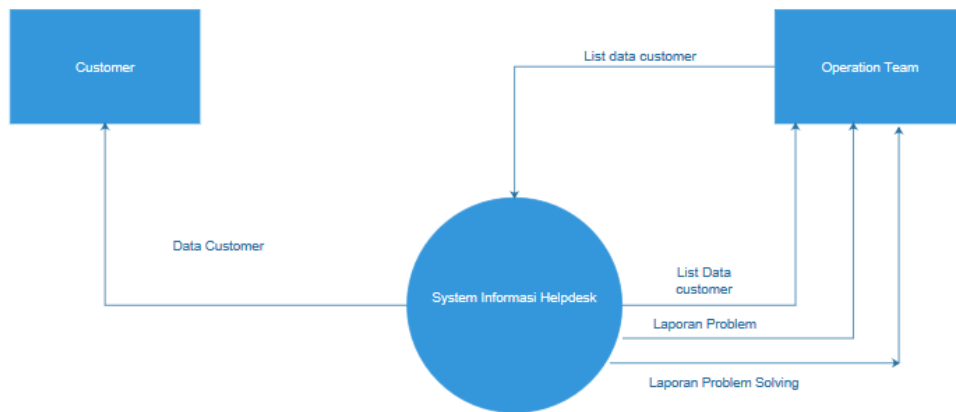 Customer
List data customer
Operation Team
Data Customer
System Informasi Helpdesk
List Data
customer
Laporan Problem
Laporan Problem Solving